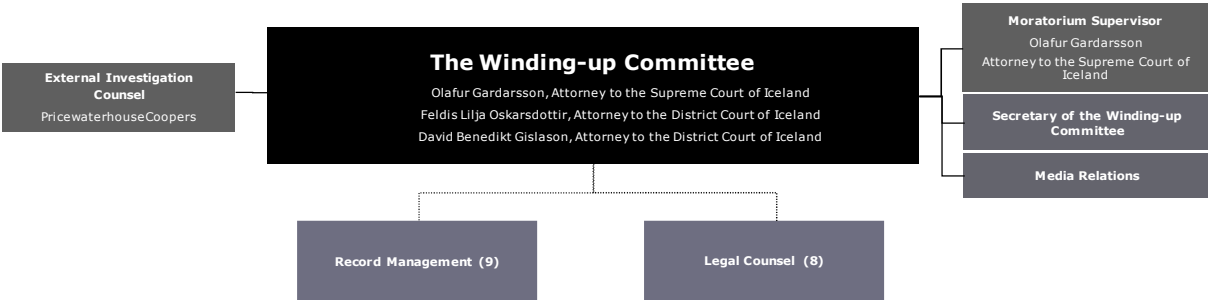 External Investigation
Counsel
PricewaterhouseCoopers
The Winding-up Committee
Olafur Gardarsson, Attorney to the Supreme Court of Iceland
Feldis Lilja Oskarsdottir, Attorney to the District Court of Iceland
David Benedikt Gislason, Attorney to the District Court of Iceland
Moratorium Supervisor
Olafur Gardarsson
Attorney to the Supreme Court of
Iceland
Secretary of the Winding-up
Committee
Media Relations
Record Management (9)
Legal Counsel (8)